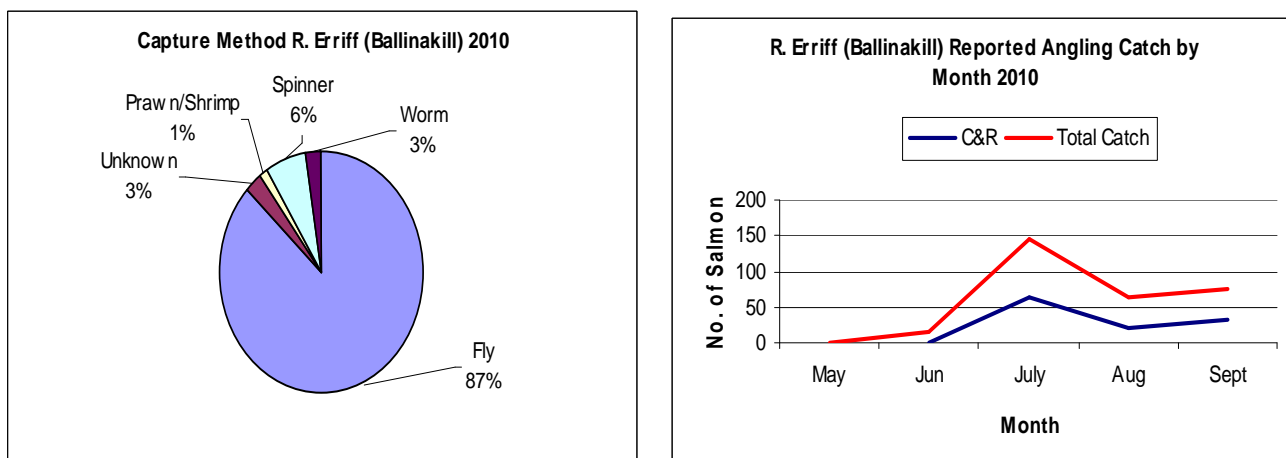 Capture Method R. Erriff (Ballinakill) 2010
Spinner
6%
Prawn/Shrimp
1%
Worm
3%
Unknown
3%
Fly
87%
R. Erriff (Ballinakill) Reported Angling Catch by
Month 2010
C&R
Total Catch
No. of Salmon
200
150
100
50
0
May Jun July Aug Sept
Month